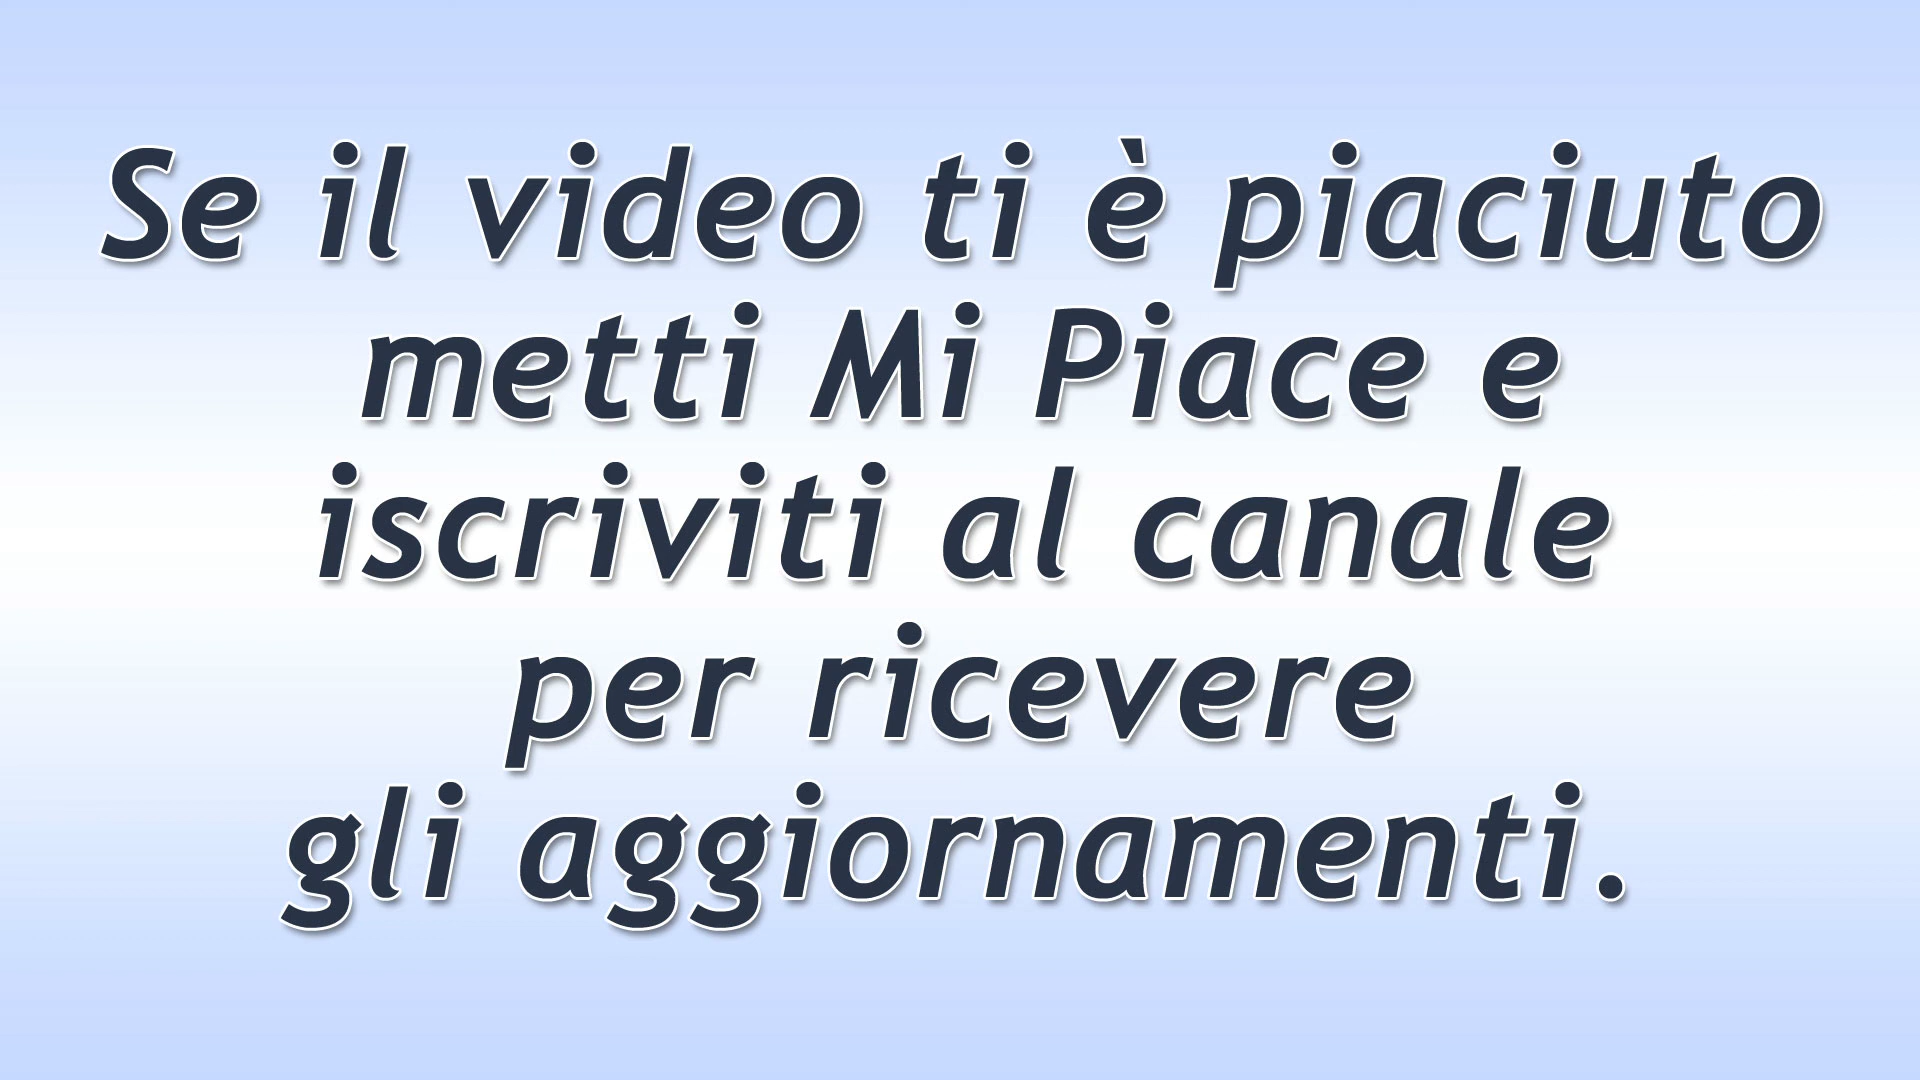 Se il video ti è piaciuto
metti Mi Piace e
iscriviti al canale
per ricevere
gli aggiornamenti.